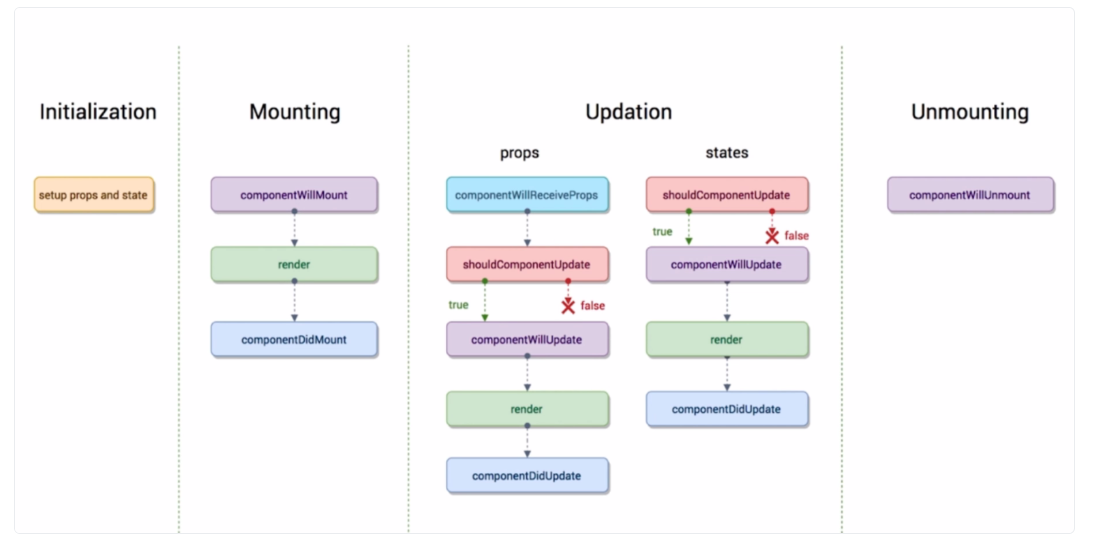 Initialization
setup props and state
Mounting
componentWillMount
render
componentDidMount
Updation
props
componentWillReceiveProps
shouldComponentUpdate
true
false
componentWillUpdate
render
componentDidUpdate
states
shouldComponentUpdate
true
false
componentWillUpdate
render
componentDidUpdate
Unmounting
componentWillUnmount